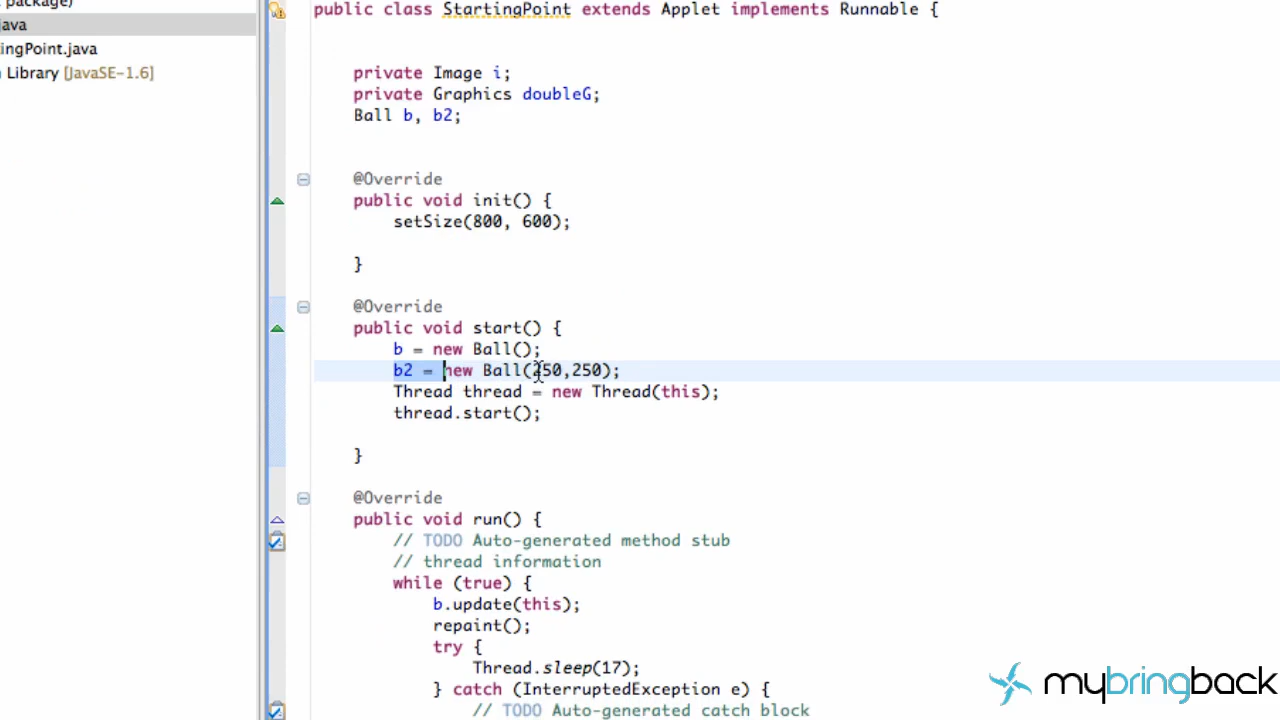 package)
java
public class StartingPoint extends Applet implements Runnable {
ingPoint.java
Library [JavaSE-1.6]
private Image i;
private Graphics doubleG;
Ball b, b2;
@Override
public void init() {
setSize(800, 600);
}
@Override
public void start() {
b = new Ball();
b2 = new Ball(250,250);
Thread thread = new Thread(this);
thread.start();
}
@Override
public void run() {
// TODO Auto-generated method stub
// thread information
while (true) {
b.update(this);
repaint();
try {
Thread.sleep(17);
} catch (InterruptedException e) {
// TODO Auto-generated catch block
mybringback